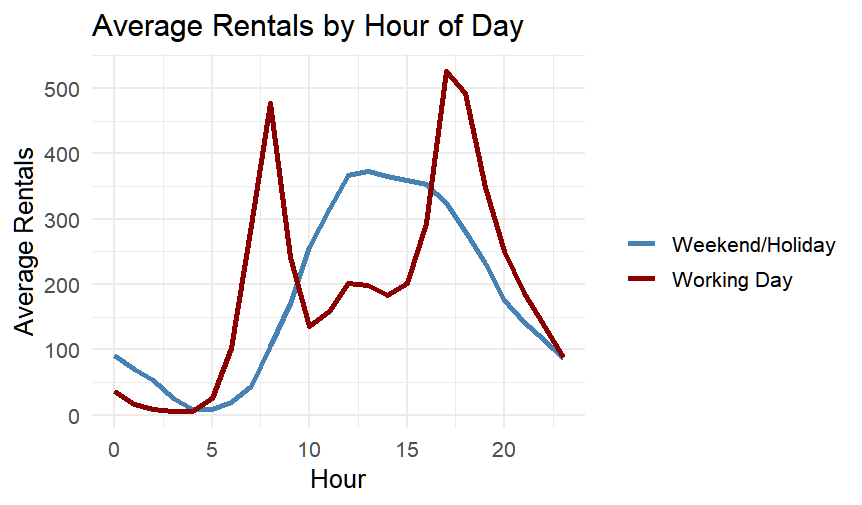 Average Rentals by Hour of Day
Average Rentals
500
400
300
200
100
0
0 5 10 15 20
Hour
Weekend/Holiday
Working Day